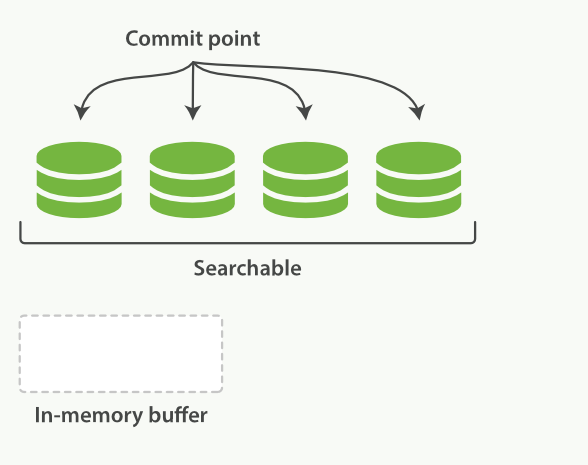 Commit point
Searchable
In-memory buffer